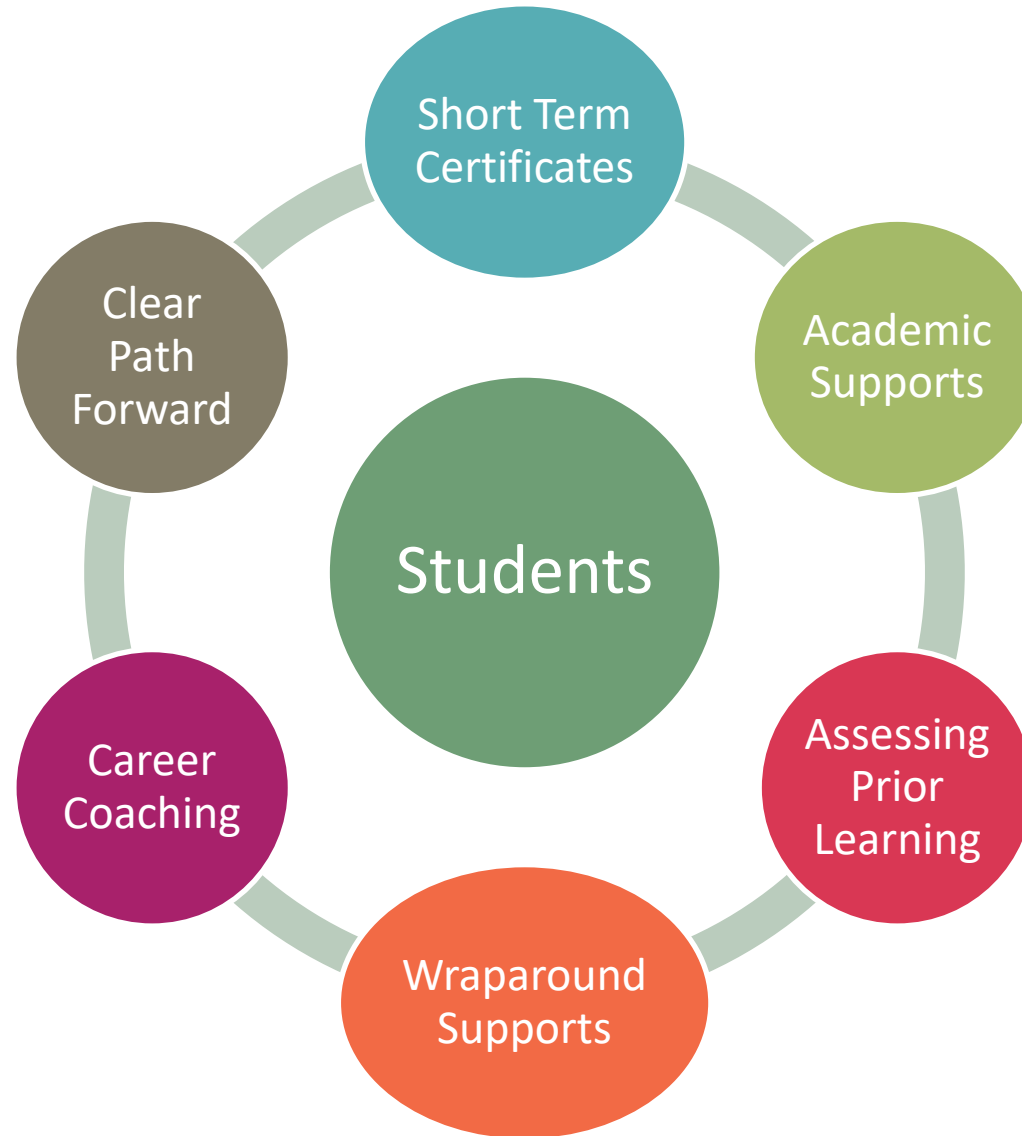 Short Term
Certificates
Academic
Supports
Assessing
Prior
Learning
Wraparound
Supports
Career
Coaching
Clear
Path
Forward
Students